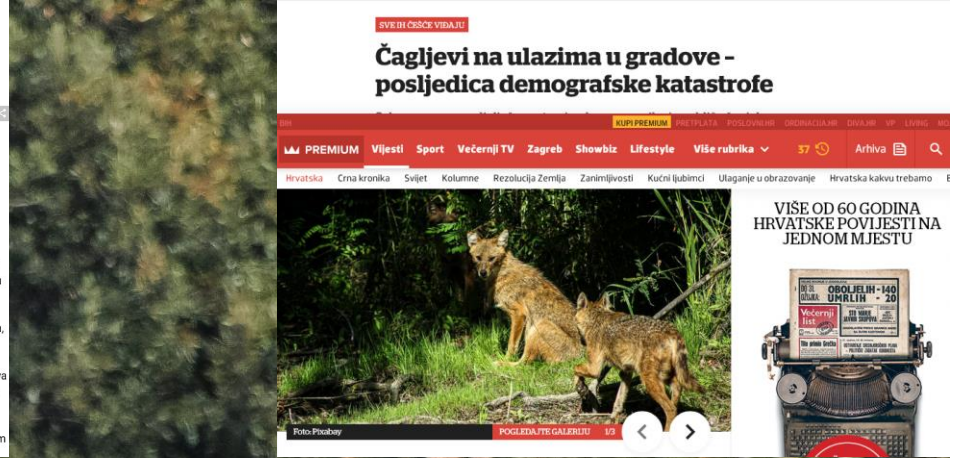 SVE IH ČEŠĆE VIĐAJU
Čagljevi na ulazima u gradove –
posljedica demografske katastrofe
BIH KUPI PREMIUM PRETPLATA POSLOVNI.HR ORDINACIJA.HR DIVA.HR VP LIVING
PREMIUM Vijesti Sport Večernji TV Zagreb Showbiz Lifestyle Više rubrika 37 Arhiva
Hrvatska Crna kronika Svijet Kolumne Rezolucija Zemlja Zanimljivosti Kućni ljubimci Ulaganje u obrazovanje Hrvatska kakvu trebamo
VIŠE OD 60 GODINA
HRVATSKE POVIJESTI NA
JEDNOM MJESTU
OBOLJELIH - 140
UMRLIH - 20
Večernji
list
Foto: Pixabay
POGLEDAJTE GALERIJU 1/3